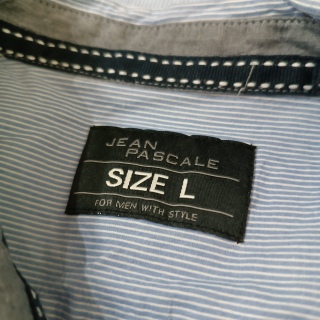 JEAN
PASCALE
SIZE L
FOR MEN WITH STYLE